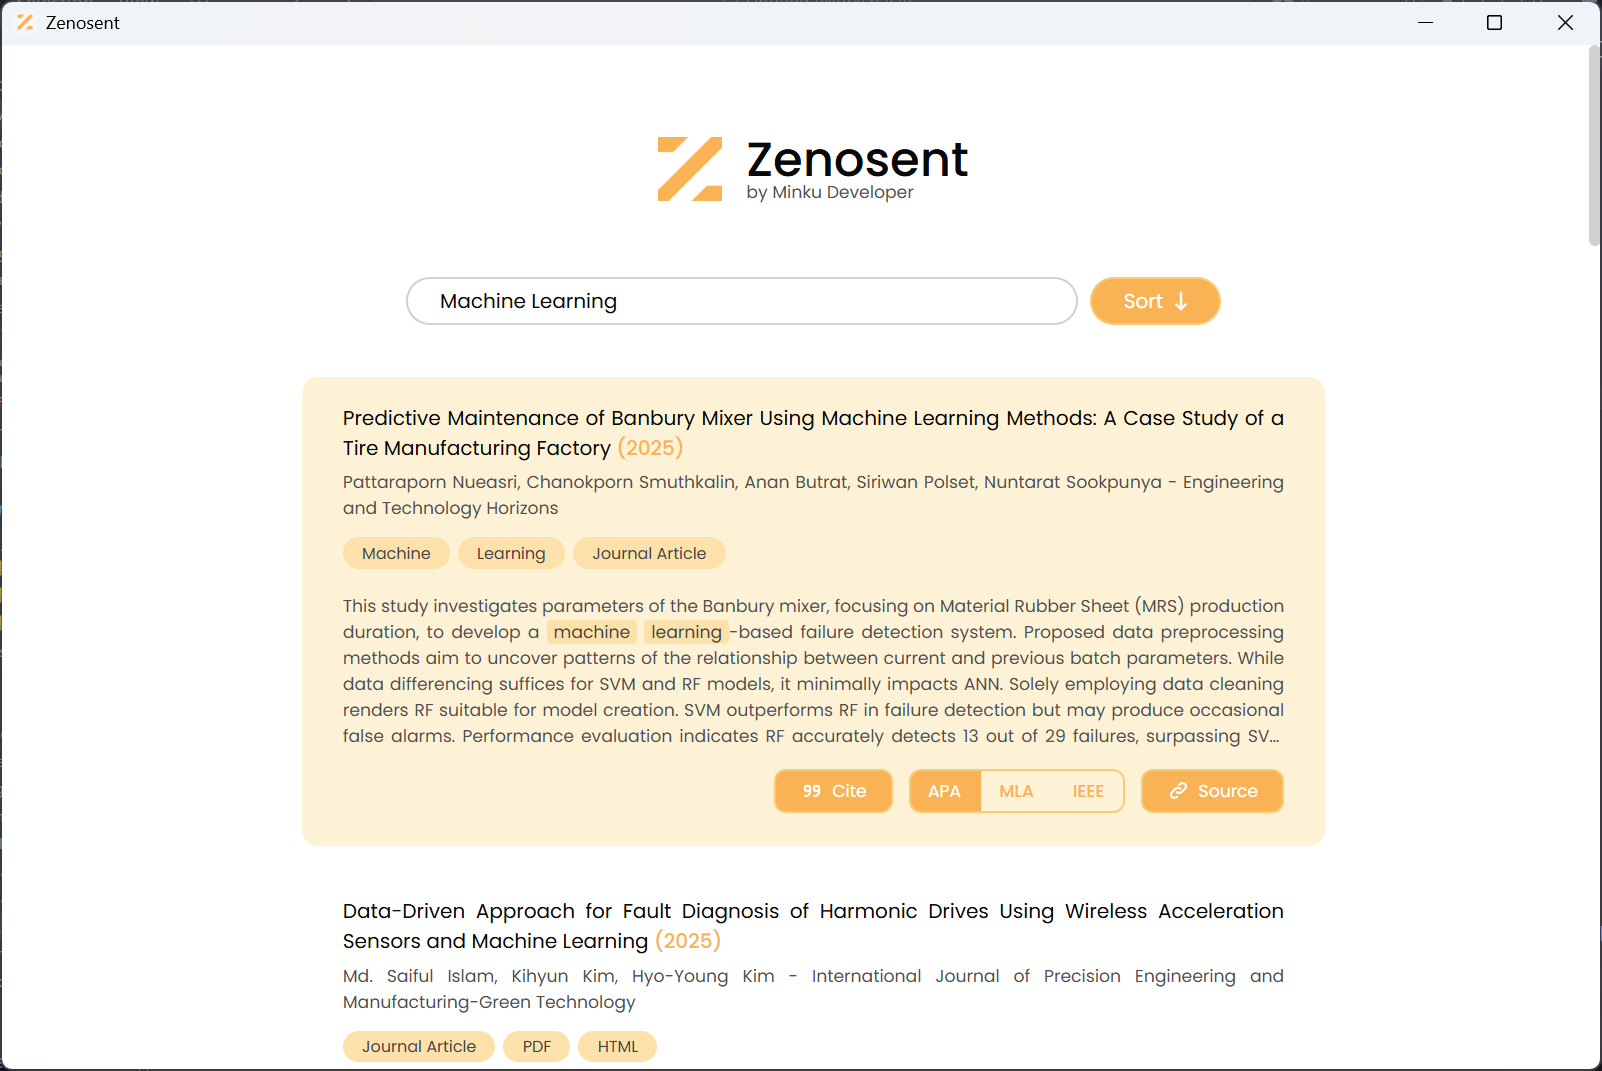 Zenosent
Zenosent
by Minku Developer
Machine Learning
Sort ↓
Predictive Maintenance of Banbury Mixer Using Machine Learning Methods: A Case Study of a
Tire Manufacturing Factory (2025)
Pattaraporn Nueasri, Chanokporn Smuthkalin, Anan Butrat, Siriwan Polset, Nuntarat Sookpunya - Engineering
and Technology Horizons
Machine Learning Journal Article
This study investigates parameters of the Banbury mixer, focusing on Material Rubber Sheet (MRS) production
duration, to develop a machine learning -based failure detection system. Proposed data preprocessing
methods aim to uncover patterns of the relationship between current and previous batch parameters. While
data differencing suffices for SVM and RF models, it minimally impacts ANN. Solely employing data cleaning
renders RF suitable for model creation. SVM outperforms RF in failure detection but may produce occasional
false alarms. Performance evaluation indicates RF accurately detects 13 out of 29 failures, surpassing SV...
Cite APA MLA IEEE Source
Data-Driven Approach for Fault Diagnosis of Harmonic Drives Using Wireless Acceleration
Sensors and Machine Learning (2025)
Md. Saiful Islam, Kihyun Kim, Hyo-Young Kim - International Journal of Precision Engineering and
Manufacturing-Green Technology
Journal Article PDF HTML